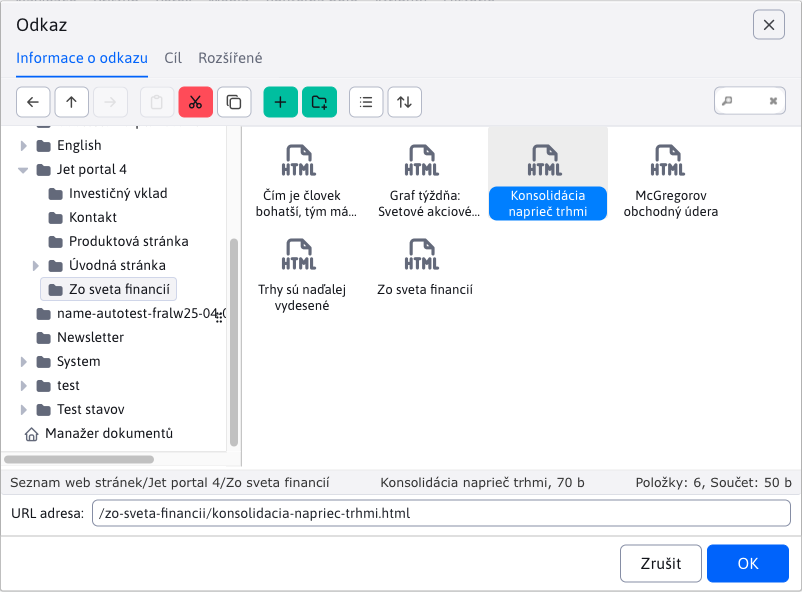 Odkaz
Informace o odkazu
Cíl
Rozšířené
English
Jet portal 4
Investičný vklad
Kontakt
Produktová stránka
Úvodná stránka
Zo sveta financií
name-autotest-fralw25-04
Newsletter
System
test
Test stavov
Manažer dokumentů
HTML
Čím je človek
bohatší, tým má...
HTML
Graf týždňa:
Svetové akciové...
HTML
Konsolidácia
naprieč trhmi
HTML
McGregorov
obchodný údera
HTML
Trhy sú naďalej
vydesené
HTML
Zo sveta financií
Seznam web stránek/Jet portal 4/Zo sveta financií
Konsolidácia naprieč trhmi, 70 b
Položky: 6, Součet: 50 b
URL adresa: /zo-sveta-financii/konsolidacia-napriec-trhmi.html
Zrušit
OK